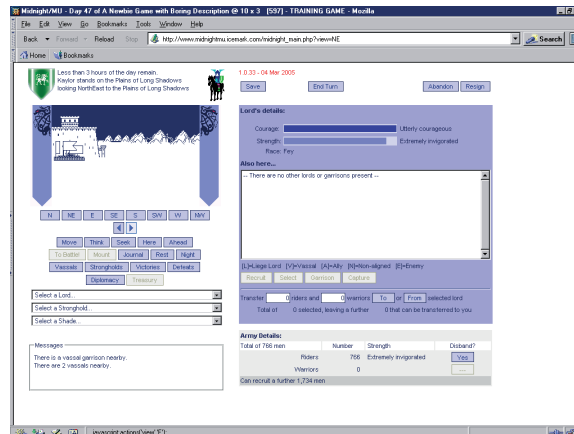 Midnight/MU - Day 47 of A Newbie Game with Boring Description @ 10 x 3 [597] - TRAINING GAME - Mozilla
File Edit View Go Bookmarks Tools Window Help
Back Forward Reload Stop http://www.midnightmu.icemark.com/midnight_main.php?view=NE Search
Home Bookmarks
Less than 3 hours of the day remain.
Kaylor stands on the Plains of Long Shadows
looking NorthEast to the Plains of Long Shadows
1.0.33 - 04 Mar 2005
Save End Turn Abandon Resign
N NE E SE S SW W NW
Move Think Seek Here Ahead
To Battle! Mount Journal Rest Night
Vassals Strongholds Victories Defeats
Diplomacy Treasury
Select a Lord...
Select a Stronghold...
Select a Shade...
Messages
There is a vassal garrison nearby.
There are 2 vassals nearby.
Lord's details:
Courage: Utterly courageous
Strength: Extremely invigorated
Race: Fey
Also here...
-- There are no other lords or garrisons present --
[L]=Liege Lord [V]=Vassal [A]=Ally [N]=Non-aligned [E]=Enemy
Recruit Select Garrison Capture
Transfer 0 riders and 0 warriors To or From selected lord
Total of 0 selected, leaving a further 0 that can be transferred to you
Army Details:
Total of 766 men Number Strength Disband?
Riders 766 Extremely invigorated Yes
Warriors 0 ---
Can recruit a further 1,734 men
javascript:actions('view','E');